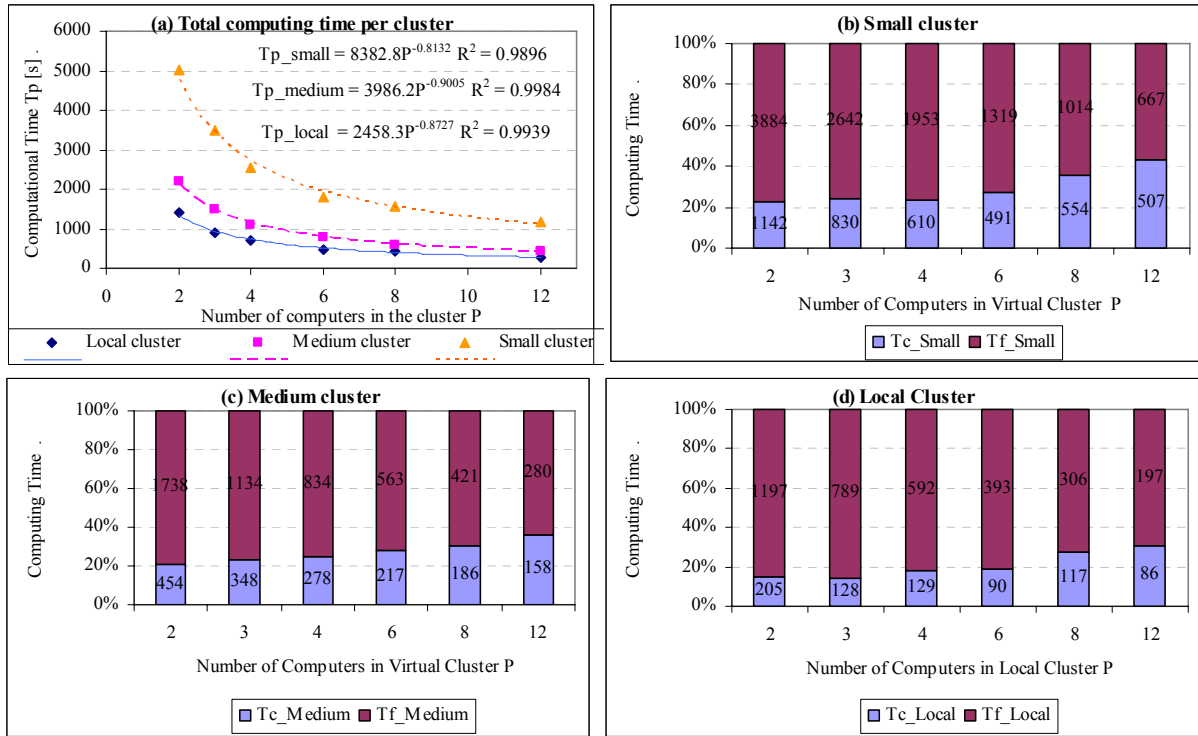 (a) Total computing time per cluster
Computational Time Tp [s] .
6000
5000
4000
3000
2000
1000
0
Tp_small = 8382.8P^-0.8132 R² = 0.9896
Tp_medium = 3986.2P^-0.9005 R² = 0.9984
Tp_local = 2458.3P^-0.8727 R² = 0.9939
0 2 4 6 8 10 12
Number of computers in the cluster P
Local cluster Medium cluster Small cluster
(b) Small cluster
Computing Time .
100%
80%
60%
40%
20%
0%
3884 2642 1953 1319 1014 667
1142 830 610 491 554 507
2 3 4 6 8 12
Number of Computers in Virtual Cluster P
Tc_Small Tf_Small
(c) Medium cluster
Computing Time .
100%
80%
60%
40%
20%
0%
1738 1134 834 563 421 280
454 348 278 217 186 158
2 3 4 6 8 12
Number of Computers in Virtual Cluster P
Tc_Medium Tf_Medium
(d) Local Cluster
Computing Time .
100%
80%
60%
40%
20%
0%
1197 789 592 393 306 197
205 128 129 90 117 86
2 3 4 6 8 12
Number of Computers in Local Cluster P
Tc_Local Tf_Local